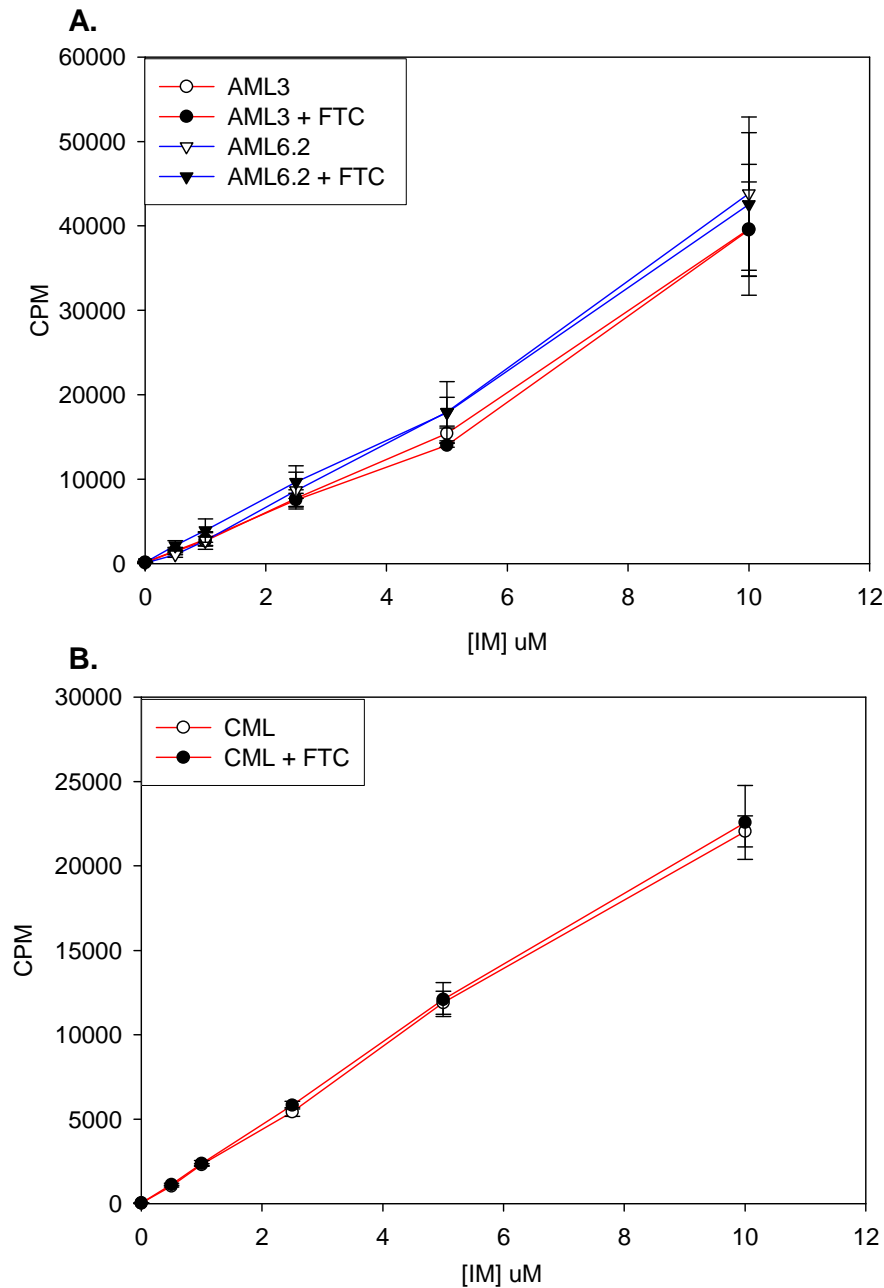 A.
60000
50000
40000
30000
20000
10000
0
CPM
AML3
AML3 + FTC
AML6.2
AML6.2 + FTC
0 2 4 6 8 10 12
[IM] uM
B.
30000
25000
20000
15000
10000
5000
0
CPM
CML
CML + FTC
0 2 4 6 8 10 12
[IM] uM